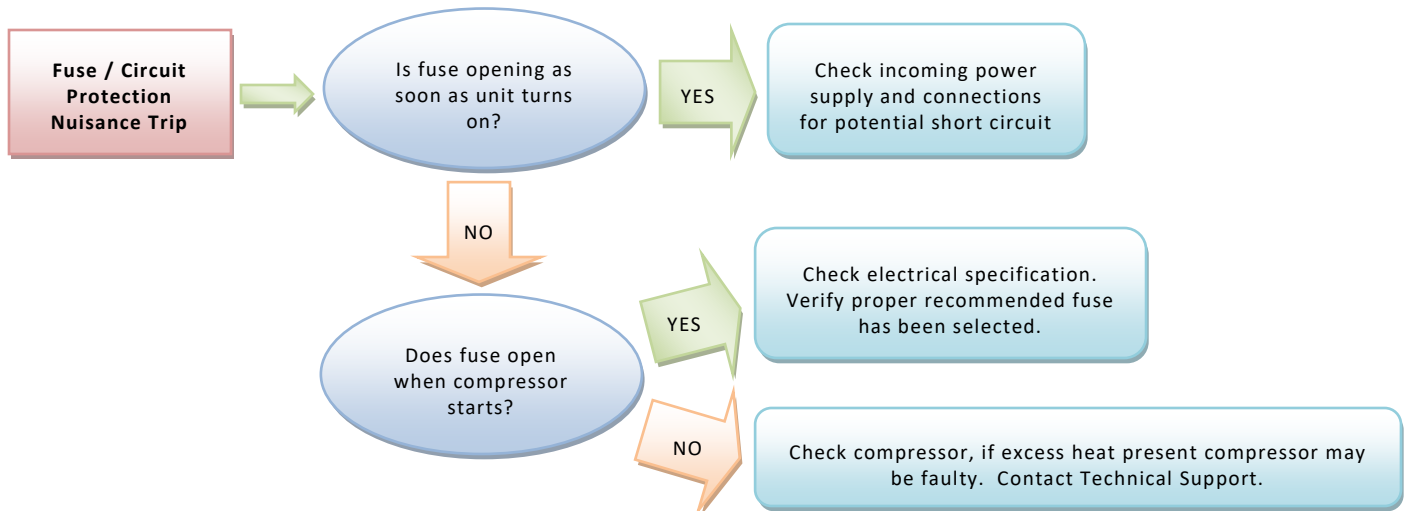 Fuse / Circuit
Protection
Nuisance Trip
Is fuse opening as
soon as unit turns
on?
YES
Check incoming power
supply and connections
for potential short circuit
NO
Does fuse open
when compressor
starts?
YES
Check electrical specification.
Verify proper recommended fuse
has been selected.
NO
Check compressor, if excess heat present compressor may
be faulty.  Contact Technical Support.